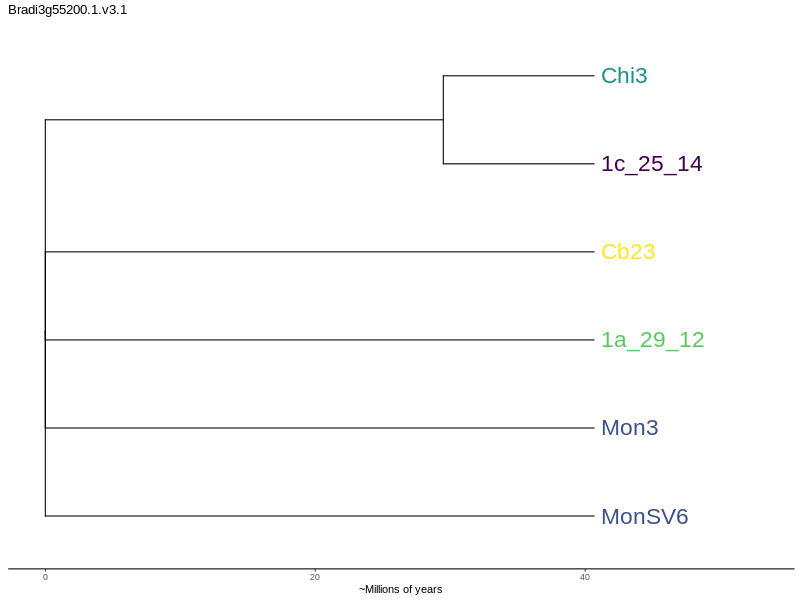 Bradi3g55200.1.v3.1
Chi3
1c_25_14
Cb23
1a_29_12
Mon3
MonSV6
0 20 40
~Millions of years